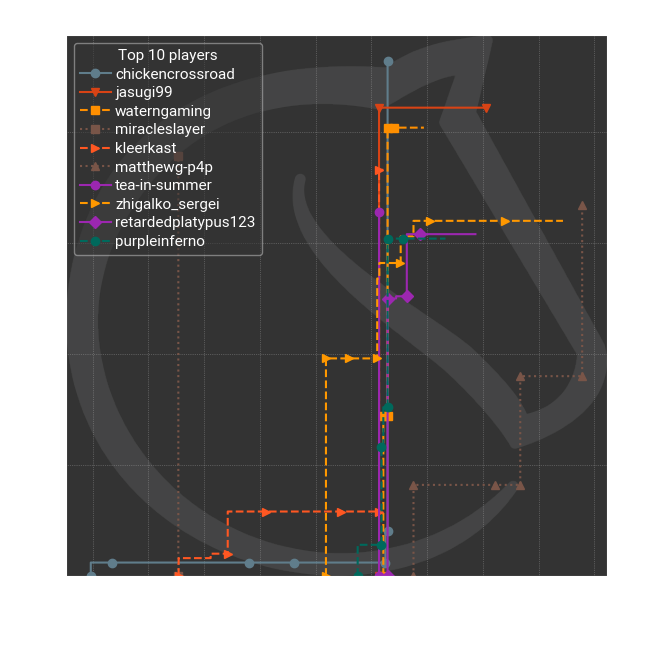 Top 10 players
chickencrossroad
jasugi99
waterngaming
miracleslayer
kleerkast
matthewg-p4p
tea-in-summer
zhigalko_sergei
retardedplatypus123
purpleinferno